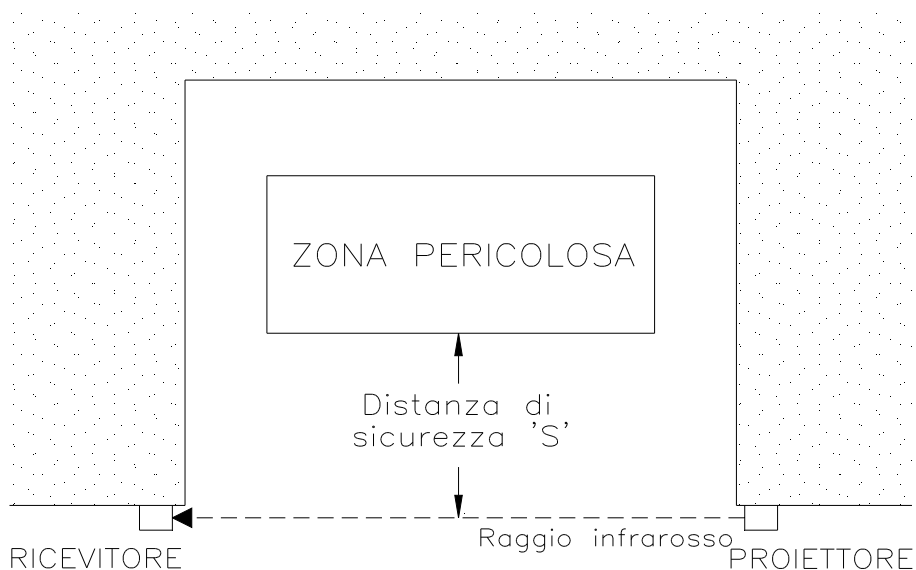 ZONA PERICOLOSA
Distanza di
sicurezza 'S'
Raggio infrarosso
RICEVITORE
PROIETTORE